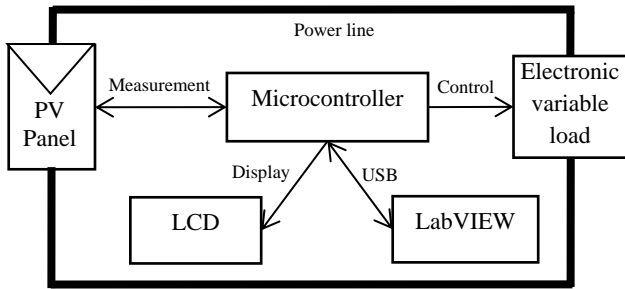 Power line
PV
Panel
Measurement
Microcontroller
Control
Electronic
variable
load
Display
USB
LCD
LabVIEW